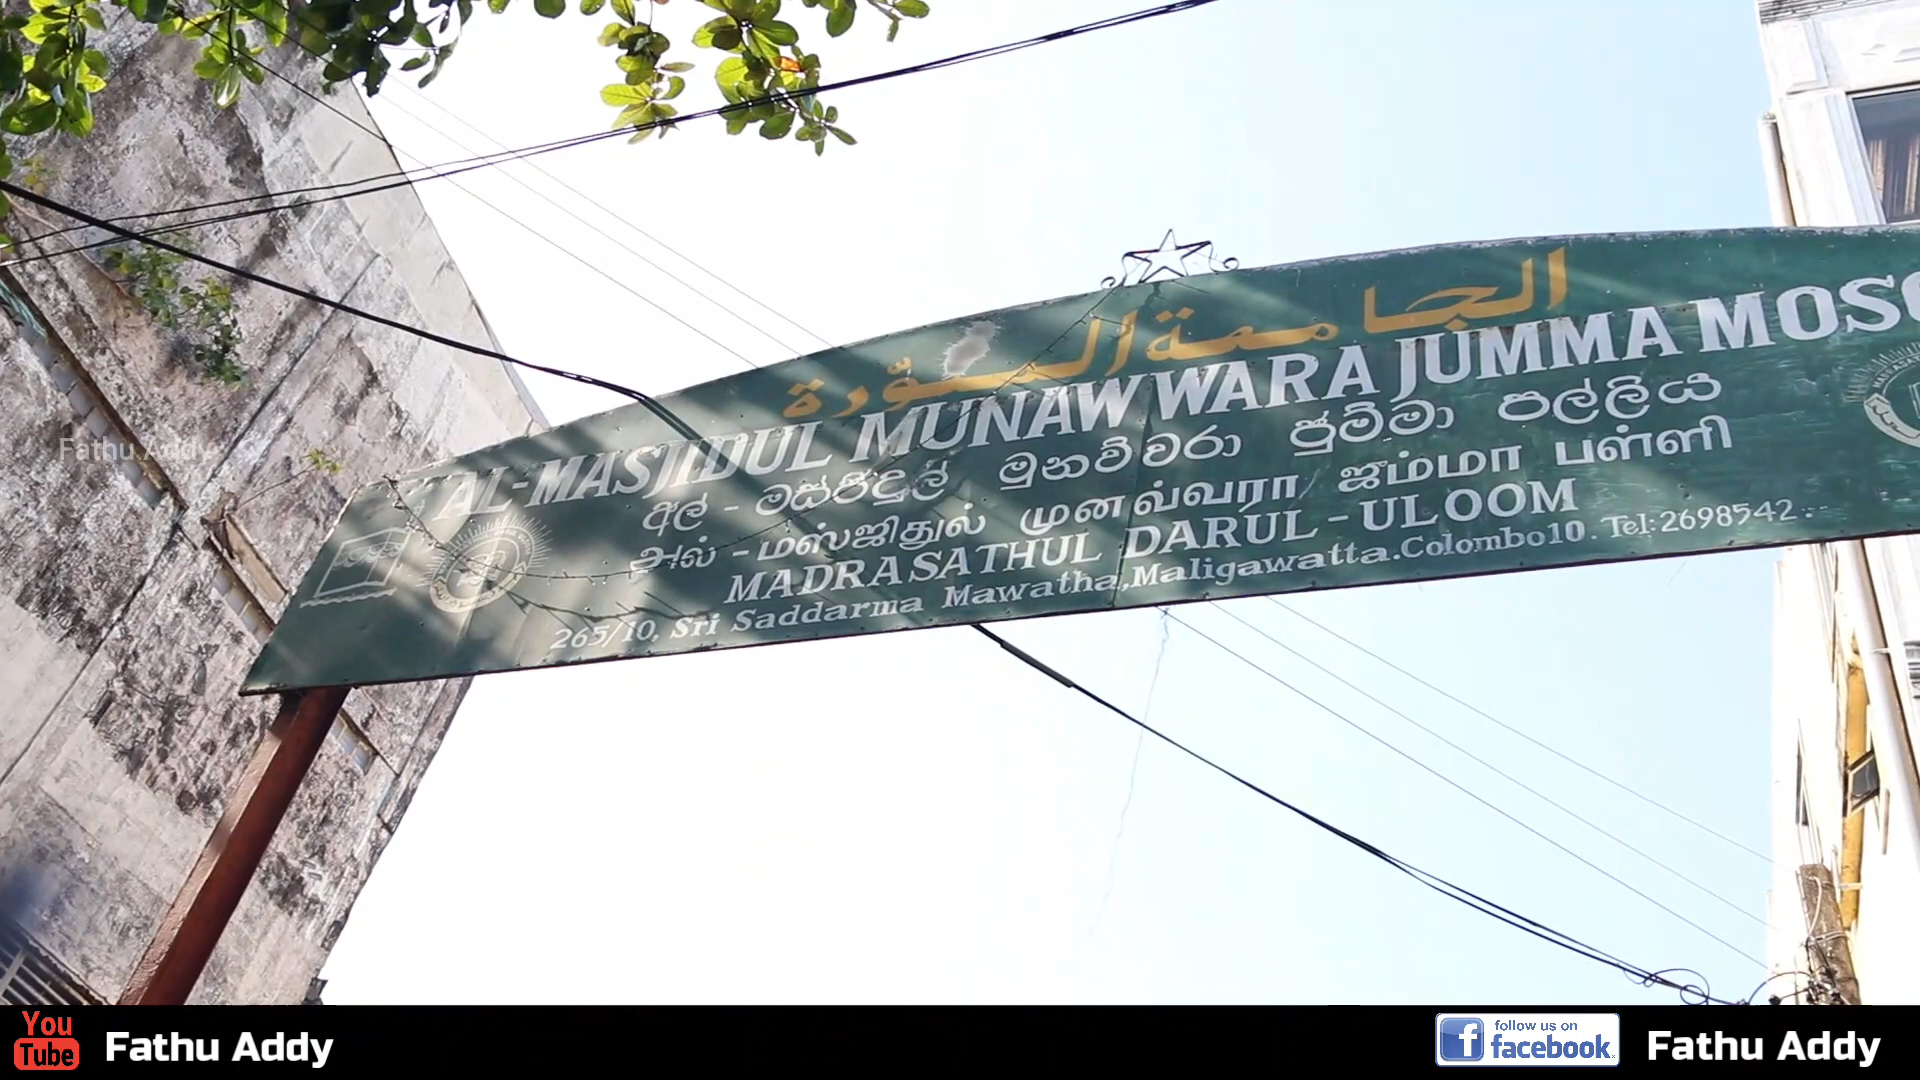 الجامعة المنورة
AL-MASJIDUL MUNAWWARA JUMMA MOSQ
අල් - මස්ජිදුල් මුනව්වරා ජුම්මා පල්ලිය
அல் - மஸ்ஜிதுல் முனவ்வரா ஜும்மா பள்ளி
MADRASATHUL DARUL - ULOOM
265/10, Sri Saddarma Mawatha, Maligawatta. Colombo 10. Tel: 2698542
Fathu Addy
You Tube Fathu Addy
follow us on facebook Fathu Addy